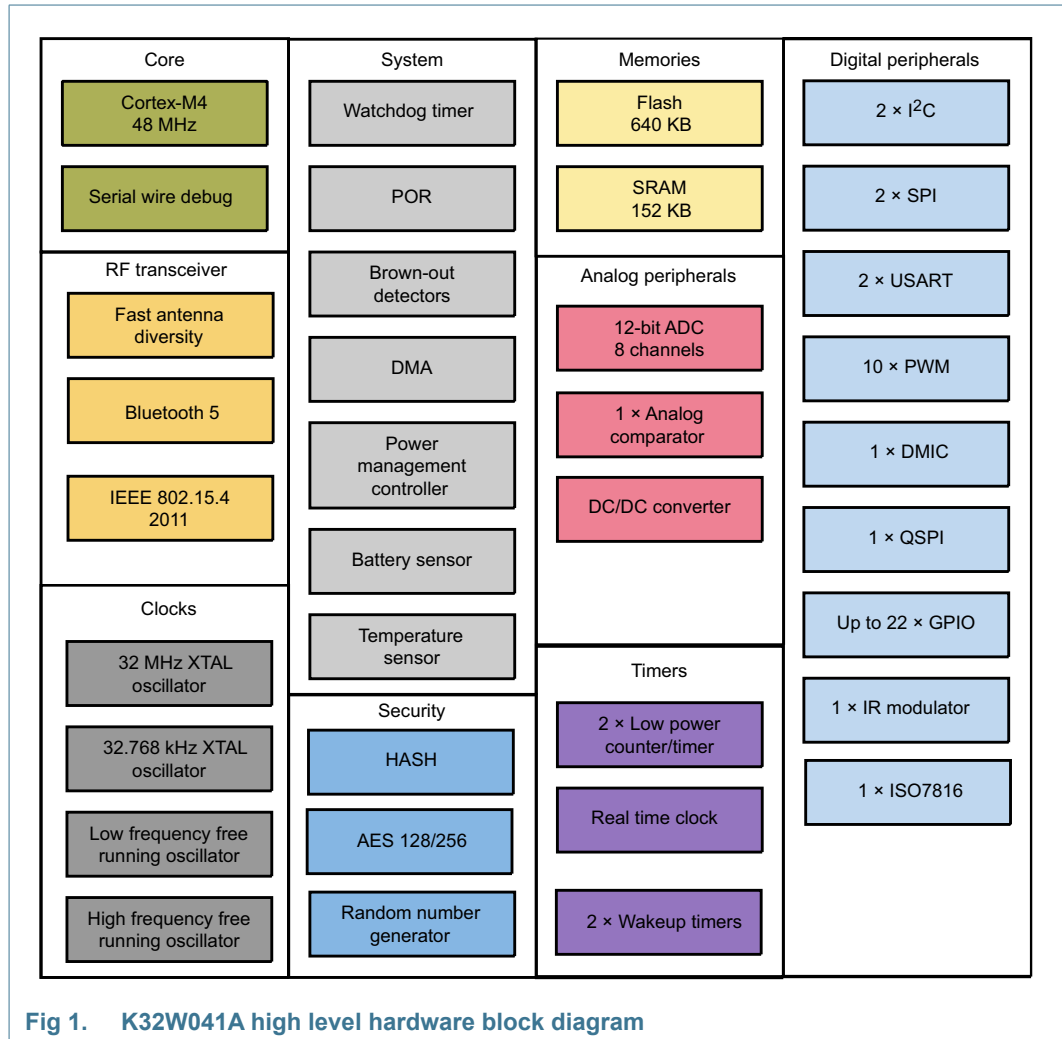 Core
Cortex-M4
48 MHz
Serial wire debug
RF transceiver
Fast antenna
diversity
Bluetooth 5
IEEE 802.15.4
2011
Clocks
32 MHz XTAL
oscillator
32.768 kHz XTAL
oscillator
Low frequency free
running oscillator
High frequency free
running oscillator
System
Watchdog timer
POR
Brown-out
detectors
DMA
Power
management
controller
Battery sensor
Temperature
sensor
Security
HASH
AES 128/256
Random number
generator
Memories
Flash
640 KB
SRAM
152 KB
Analog peripherals
12-bit ADC
8 channels
1 × Analog
comparator
DC/DC converter
Timers
2 × Low power
counter/timer
Real time clock
2 × Wakeup timers
Digital peripherals
2 × I²C
2 × SPI
2 × USART
10 × PWM
1 × DMIC
1 × QSPI
Up to 22 × GPIO
1 × IR modulator
1 × ISO7816
Fig 1. K32W041A high level hardware block diagram